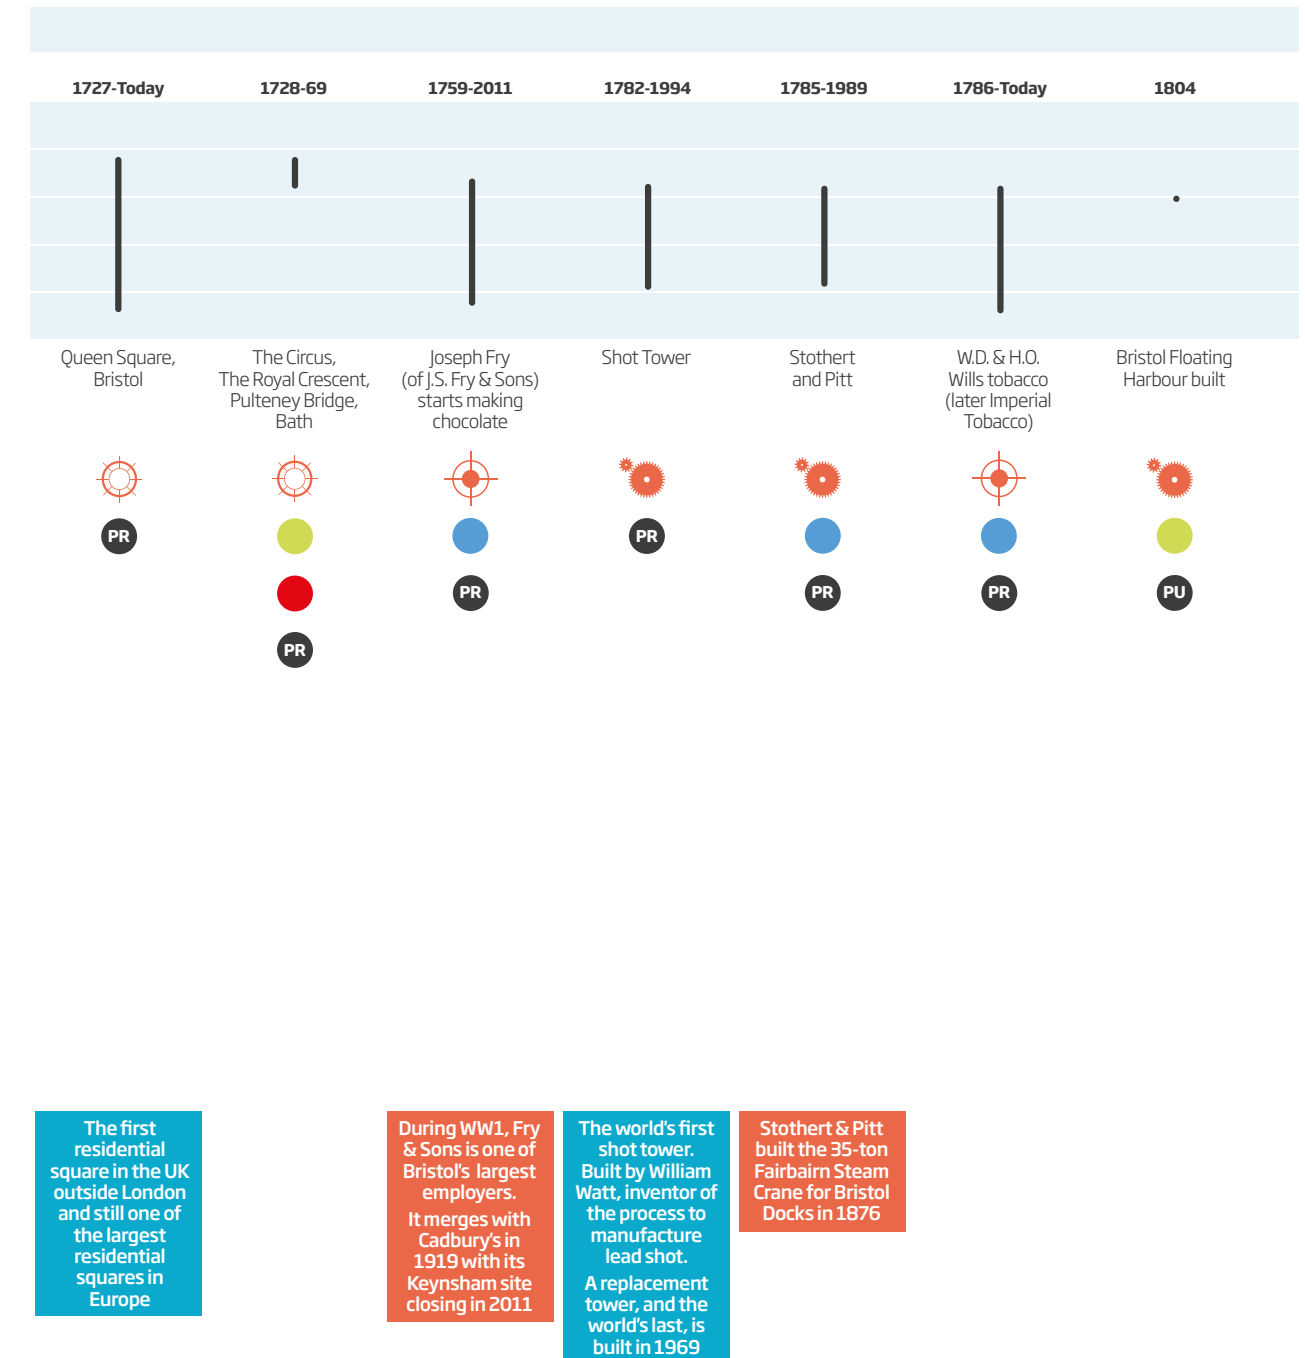 1727-Today
1728-69
1759-2011
1782-1994
1785-1989
1786-Today
1804
Queen Square,
Bristol
The Circus,
The Royal Crescent,
Pulteney Bridge,
Bath
Joseph Fry
(of J.S. Fry & Sons)
starts making
chocolate
Shot Tower
Stothert
and Pitt
W.D. & H.O.
Wills tobacco
(later Imperial
Tobacco)
Bristol Floating
Harbour built
PR
PR
PR
PR
PR
PR
PU
The first
residential
square in the UK
outside London
and still one of
the largest
residential
squares in
Europe
During WW1, Fry
& Sons is one of
Bristol's largest
employers.
It merges with
Cadbury's in
1919 with its
Keynsham site
closing in 2011
The world's first
shot tower.
Built by William
Watt, inventor of
the process to
manufacture
lead shot.
A replacement
tower, and the
world's last, is
built in 1969
Stothert & Pitt
built the 35-ton
Fairbairn Steam
Crane for Bristol
Docks in 1876